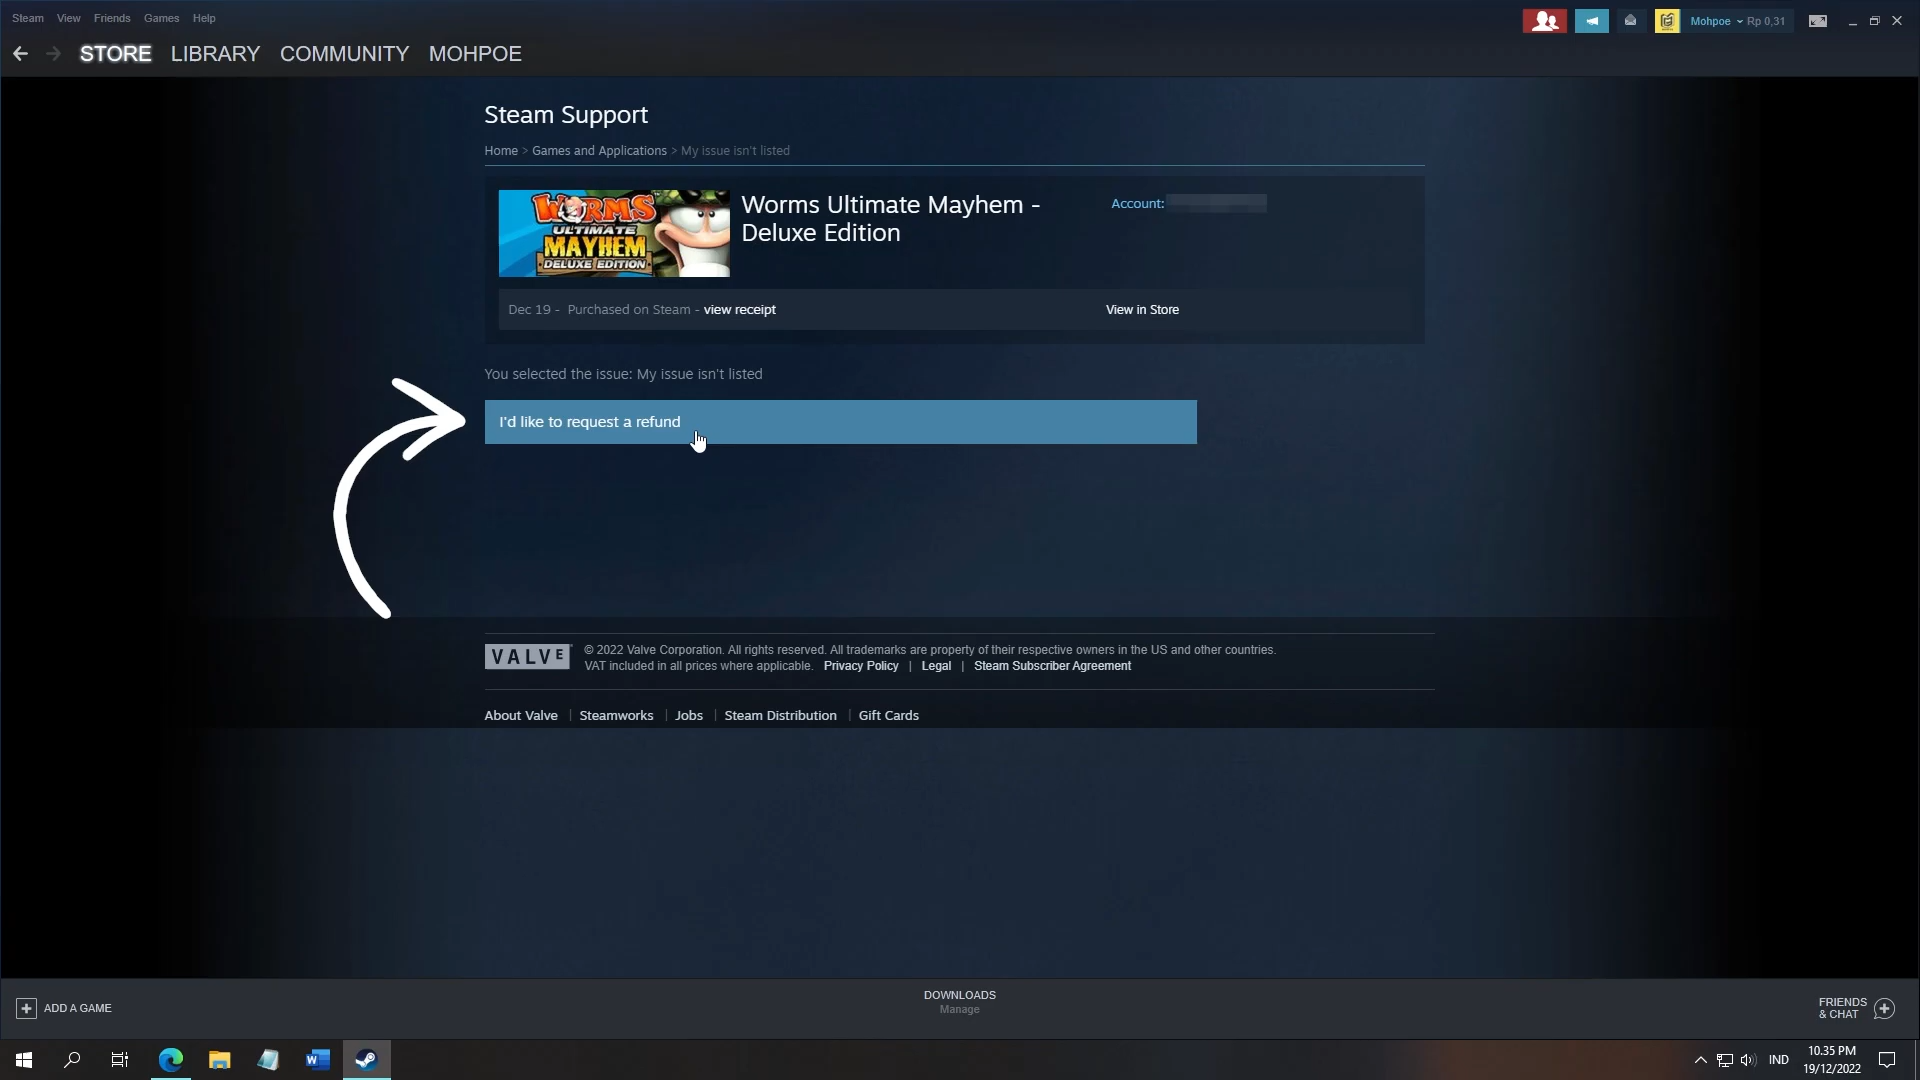 Steam View Friends Games Help
Mohpoe Rp 0,31
STORE LIBRARY COMMUNITY MOHPOE
Steam Support
Home > Games and Applications > My issue isn't listed
WORMS
ULTIMATE
MAYHEM
DELUXE EDITION
Worms Ultimate Mayhem -
Deluxe Edition
Account:
Dec 19 - Purchased on Steam - view receipt
View in Store
You selected the issue: My issue isn't listed
I'd like to request a refund
VALVE
© 2022 Valve Corporation. All rights reserved. All trademarks are property of their respective owners in the US and other countries.
VAT included in all prices where applicable. Privacy Policy | Legal | Steam Subscriber Agreement
About Valve | Steamworks | Jobs | Steam Distribution | Gift Cards
ADD A GAME
DOWNLOADS
Manage
FRIENDS
& CHAT
IND
10.35 PM
19/12/2022